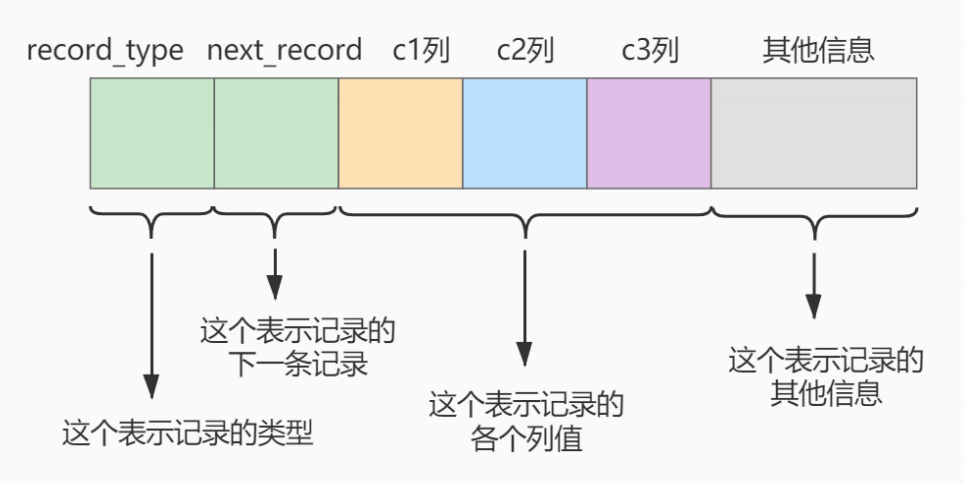 record_type next_record c1列 c2列 c3列 其他信息
这个表示记录的
下一条记录
这个表示记录的类型
这个表示记录的
各个列值
这个表示记录的
其他信息